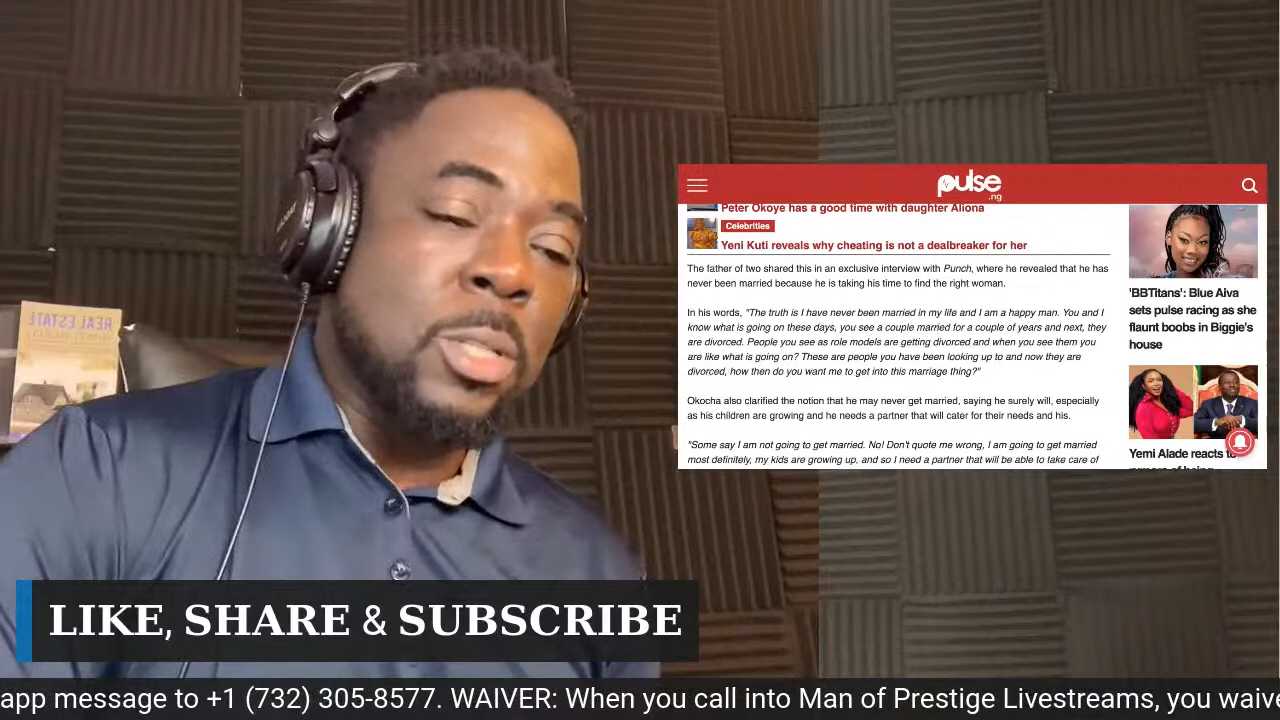 pulse
.ng
Peter Okoye has a good time with daughter Aliona
Celebrities
Yeni Kuti reveals why cheating is not a dealbreaker for her
The father of two shared this in an exclusive interview with Punch, where he revealed that he has
never been married because he is taking his time to find the right woman.
In his words, "The truth is I have never been married in my life and I am a happy man. You and I
know what is going on these days, you see a couple married for a couple of years and next, they
are divorced. People you see as role models are getting divorced and when you see them you
are like what is going on? These are people you have been looking up to and now they are
divorced, how then do you want me to get into this marriage thing?"
Okocha also clarified the notion that he may never get married, saying he surely will, especially
as his children are growing and he needs a partner that will cater for their needs and his.
"Some say I am not going to get married. No! Don't quote me wrong, I am going to get married
most definitely, my kids are growing up, and so I need a partner that will be able to take care of
'BBTitans': Blue Aiva
sets pulse racing as she
flaunt boobs in Biggie's
house
Yemi Alade reacts to
REAL ESTATE
LIKE, SHARE & SUBSCRIBE
app message to +1 (732) 305-8577. WAIVER: When you call into Man of Prestige Livestreams, you waive